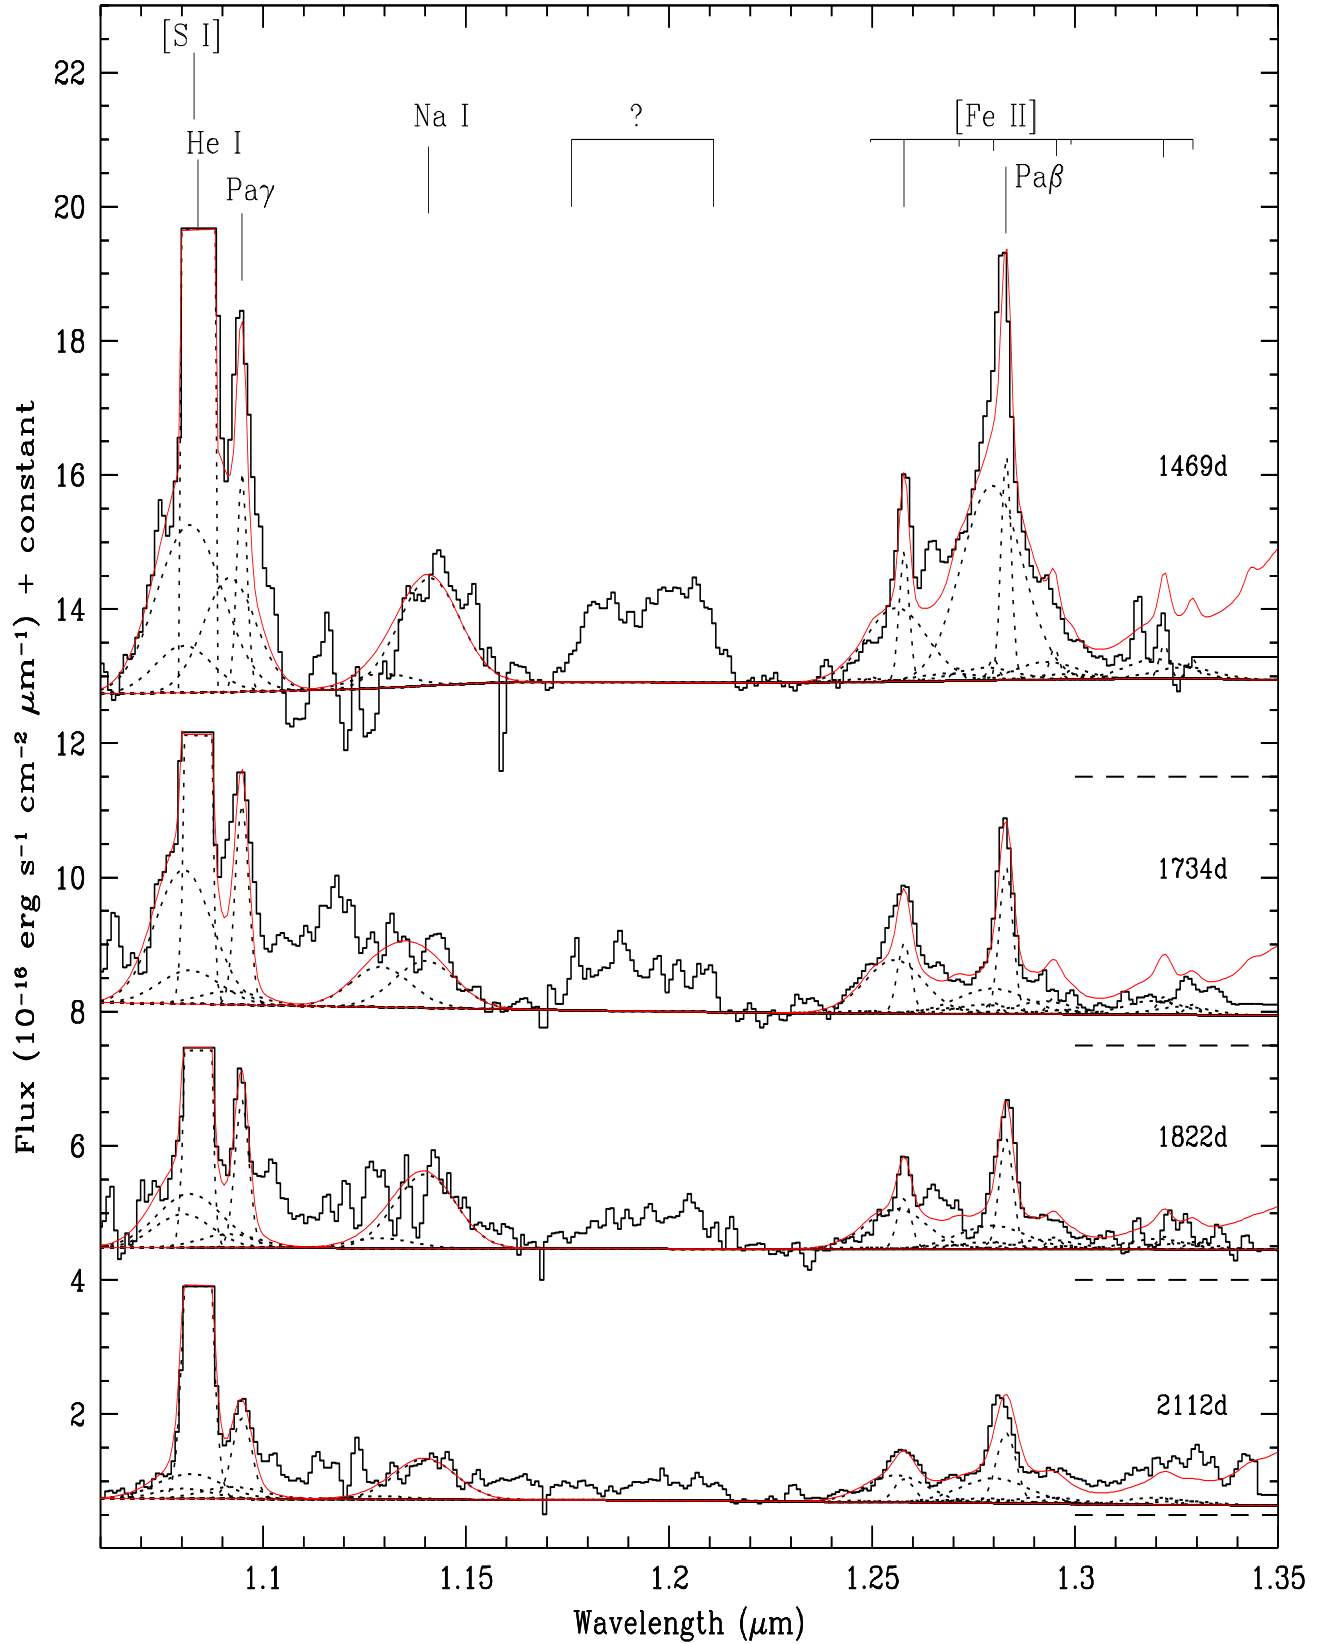 [S I]
He I
Paγ
Na I
?
[Fe II]
Paβ
22
20
18
16
14
12
10
8
6
4
2
1469d
1734d
1822d
2112d
Flux (10⁻¹⁶ erg s⁻¹ cm⁻² μm⁻¹) + constant
1.1
1.15
1.2
1.25
1.3
1.35
Wavelength (μm)